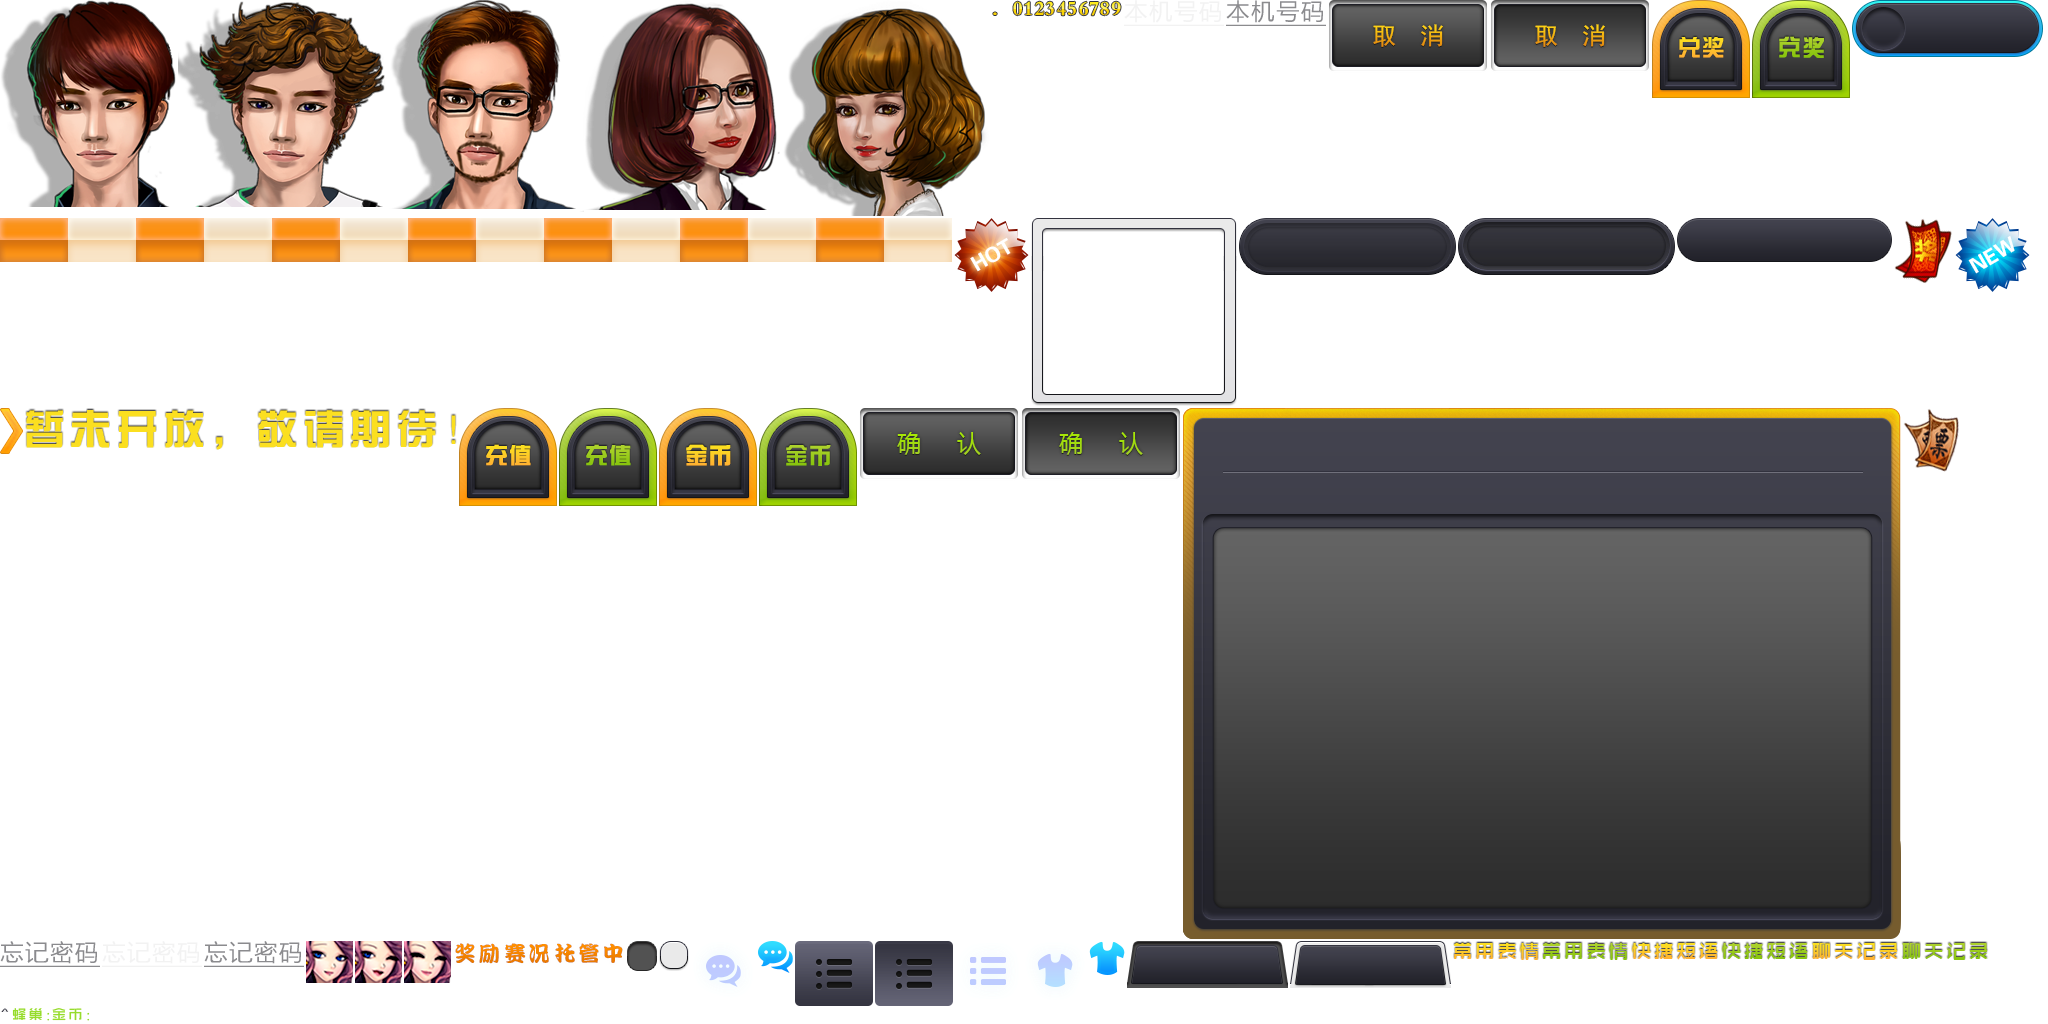 . 0123456789 本机号码 本机号码 取 消 取 消 兑奖 兑奖
HOT 奖 NEW
暂未开放，敬请期待！ 充值 充值 金币 金币 确 认 确 认 票
忘记密码 忘记密码 忘记密码 奖励 赛况 托管中 常用表情 常用表情 快捷短语 快捷短语 聊天记录 聊天记录
^ 蜂巢:金币: